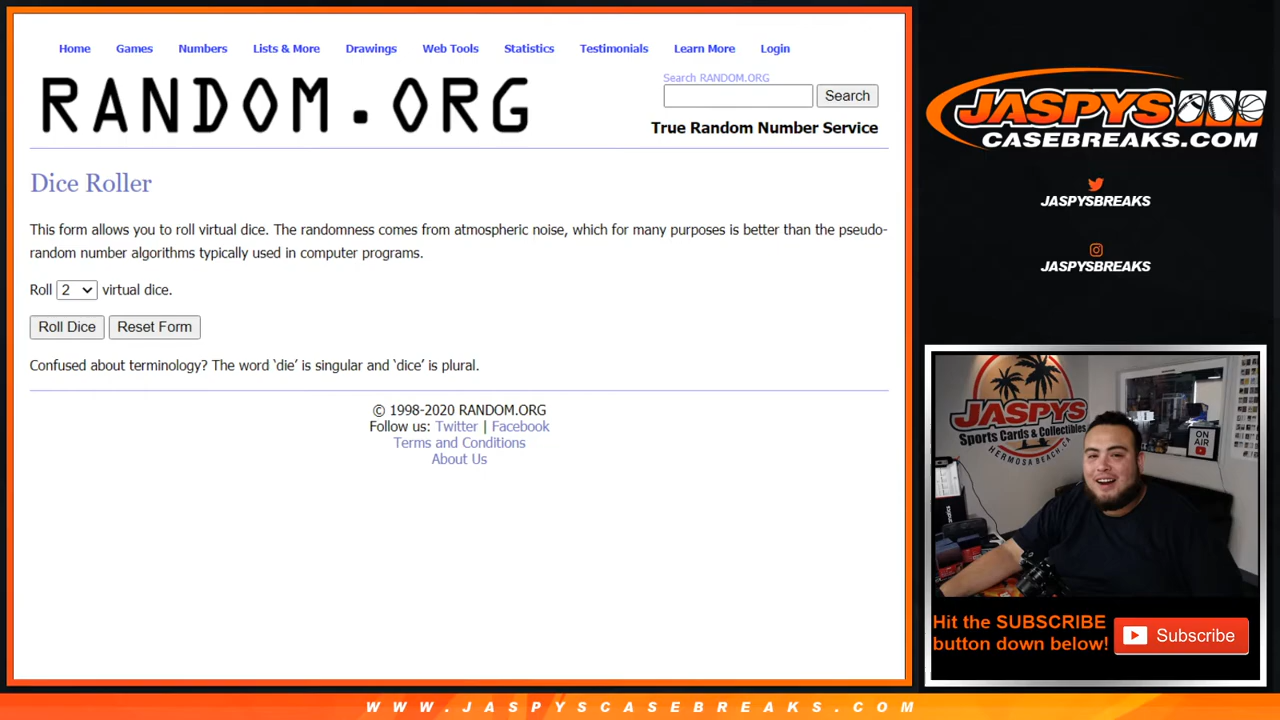 Home Games Numbers Lists & More Drawings Web Tools Statistics Testimonials Learn More Login
RANDOM.ORG
Search RANDOM.ORG
Search
True Random Number Service
Dice Roller
This form allows you to roll virtual dice. The randomness comes from atmospheric noise, which for many purposes is better than the pseudo-
random number algorithms typically used in computer programs.
Roll 2 virtual dice.
Roll Dice Reset Form
Confused about terminology? The word ‘die’ is singular and ‘dice’ is plural.
© 1998-2020 RANDOM.ORG
Follow us: Twitter | Facebook
Terms and Conditions
About Us
JASPYS
CASEBREAKS.COM
JASPYSBREAKS
JASPYSBREAKS
JASPYS
Sports Cards & Collectibles
HERMOSA BEACH, CA
ON
AIR
Hit the SUBSCRIBE
button down below!
Subscribe
WWW.JASPYSCASEBREAKS.COM